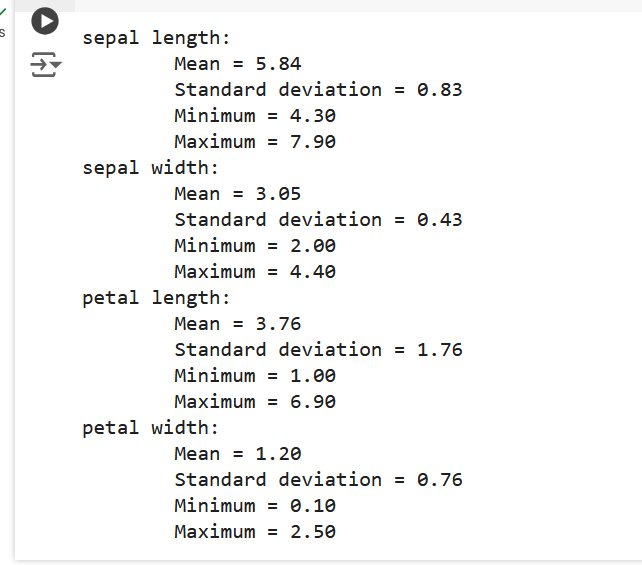 s
sepal length:
Mean = 5.84
Standard deviation = 0.83
Minimum = 4.30
Maximum = 7.90
sepal width:
Mean = 3.05
Standard deviation = 0.43
Minimum = 2.00
Maximum = 4.40
petal length:
Mean = 3.76
Standard deviation = 1.76
Minimum = 1.00
Maximum = 6.90
petal width:
Mean = 1.20
Standard deviation = 0.76
Minimum = 0.10
Maximum = 2.50